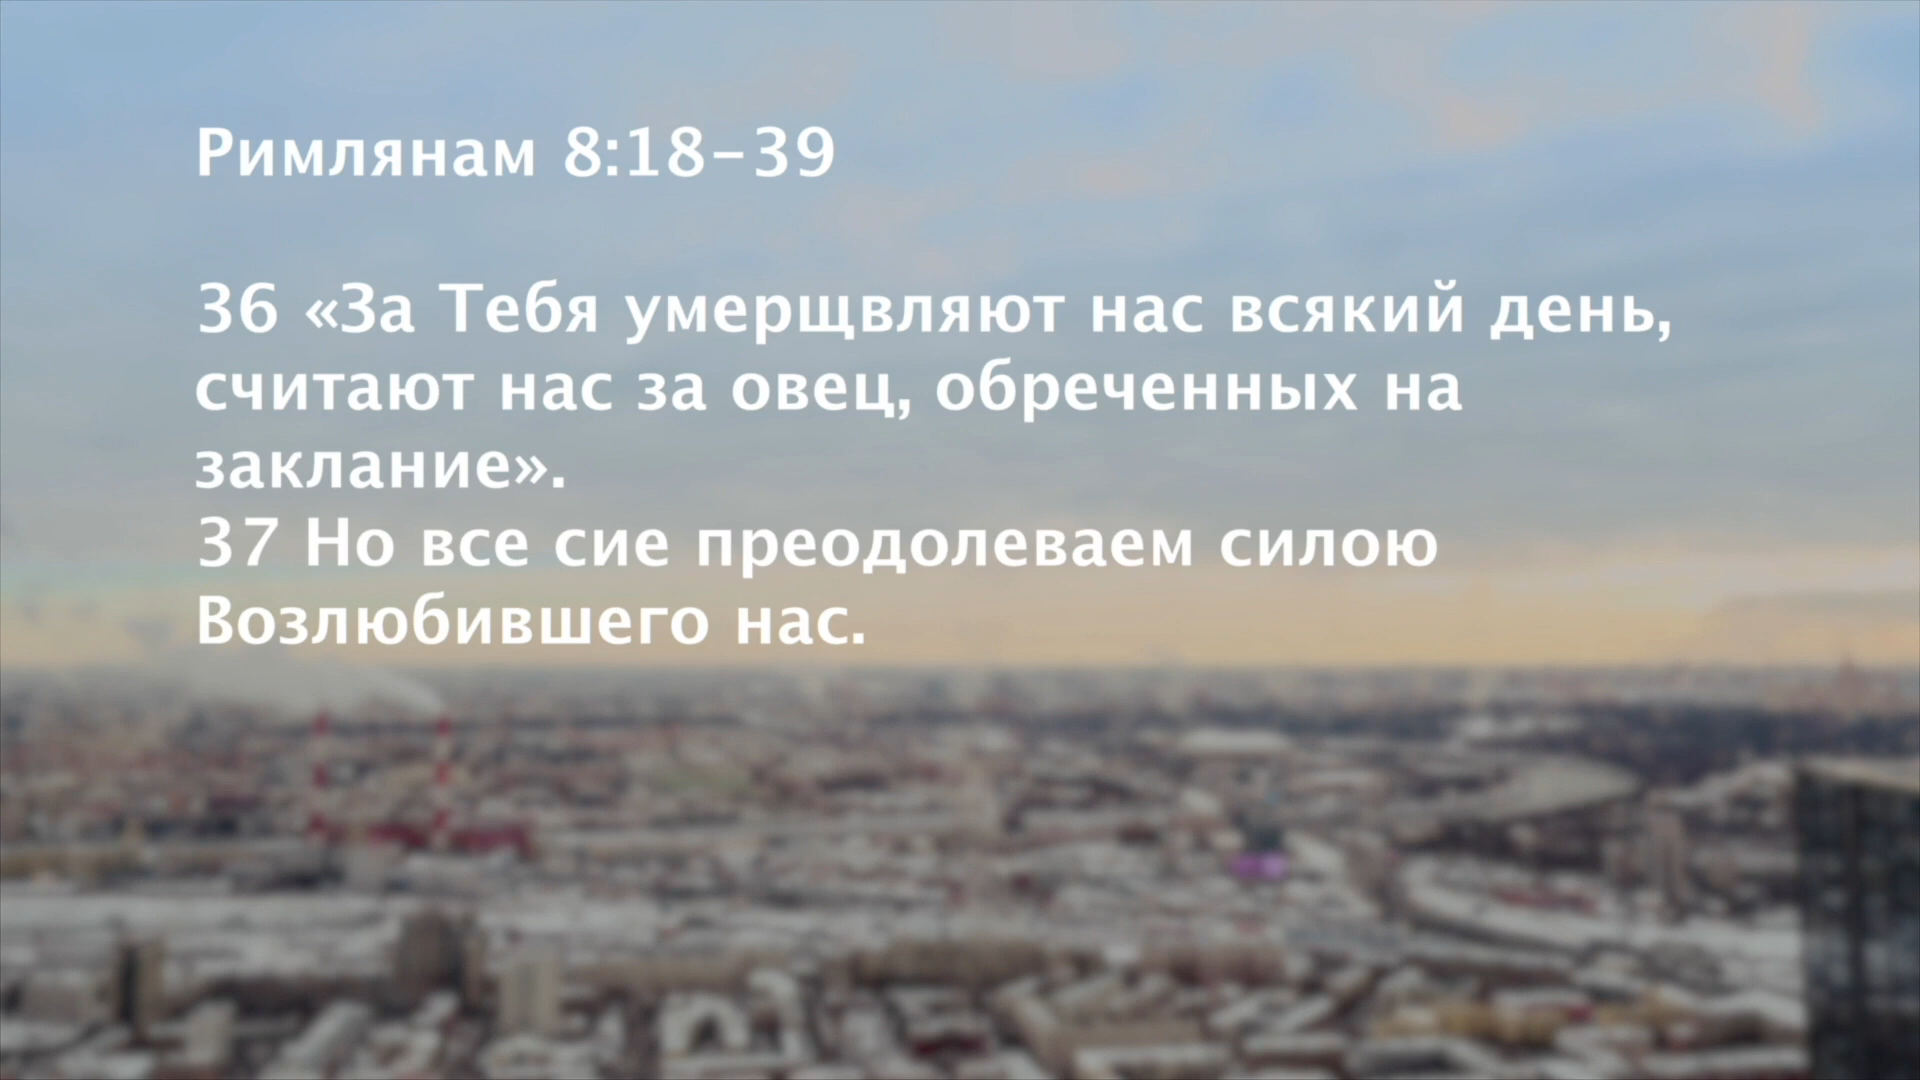 Римлянам 8:18-39
36 «За Тебя умерщвляют нас всякий день,
считают нас за овец, обреченных на
заклание».
37 Но все сие преодолеваем силою
Возлюбившего нас.